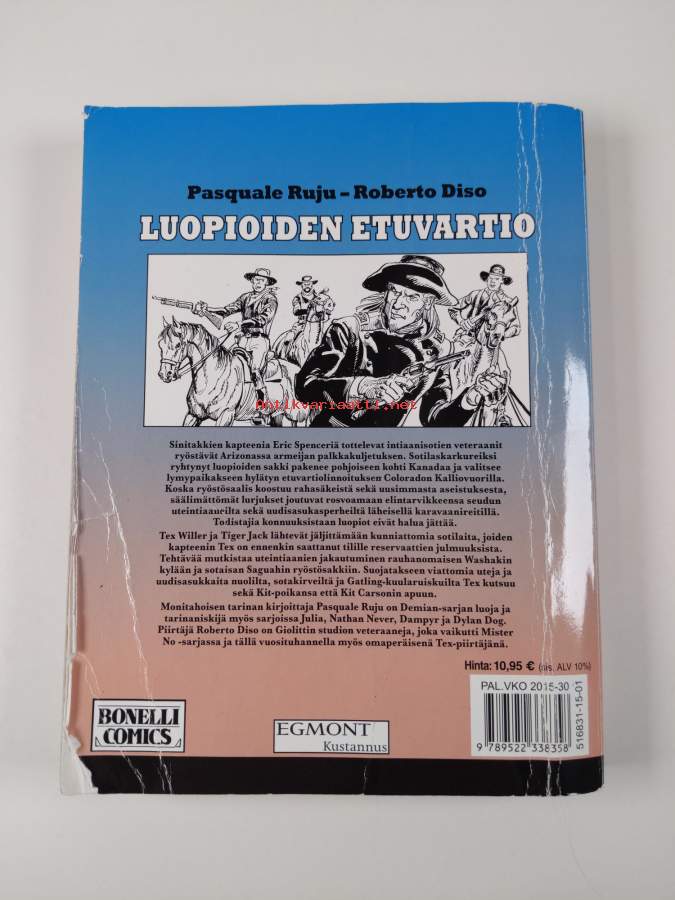 Pasquale Ruju – Roberto Diso
LUOPIOIDEN ETUVARTIO
Antikvariaatti.net
Sinitakkien kapteenia Eric Spenceriä tottelevat intiaanisotien veteraanit
ryöstävät Arizonassa armeijan palkkakuljetuksen. Sotilaskarkureiksi
ryhtynyt luopioiden sakki pakenee pohjoiseen kohti Kanadaa ja valitsee
lymypaikakseen hylätyn etuvartiolinnoituksen Coloradon Kalliovuorilla.
Koska ryöstösaalis koostuu rahasäkeistä sekä uusimmasta aseistuksesta,
säälimättömät lurjukset joutuvat rosvoamaan elintarvikkeensa seudun
uteintiaaueilta sekä uudisasukasperheiltä läheisellä karavaanireitillä.
Todistajia konnuuksistaan luopiot eivät halua jättää.
Tex Willer ja Tiger Jack lähtevät jäljittämään kunniattomia sotilaita, joiden
kapteenin Tex on ennenkin saattanut tilille reservaattien julmuuksista.
Tehtävää mutkistaa uteintiaanien jakautuminen rauhanomaisen Washakin
kylään ja sotaisan Saguahin ryöstösakkiin. Suojatakseen viattomia uteja ja
uudisasukkaita nuolilta, sotakirveiltä ja Gatling-kuularuiskuilta Tex kutsuu
sekä Kit-poikansa että Kit Carsonin apuun.
Monitahoisen tarinan kirjoittaja Pasquale Ruju on Demian-sarjan luoja ja
tarinaniskijä myös sarjoissa Julia, Nathan Never, Dampyr ja Dylan Dog.
Piirtäjä Roberto Diso on Giolittin studion veteraaneja, joka vaikutti Mister
No -sarjassa ja tällä vuosituhannella myös omaperäisenä Tex-piirtäjänä.
Hinta: 10,95 € (sis. ALV 10%)
PAL.VKO 2015-30
516831-15-01
9 789522 338358
BONELLI
COMICS
EGMONT
Kustannus